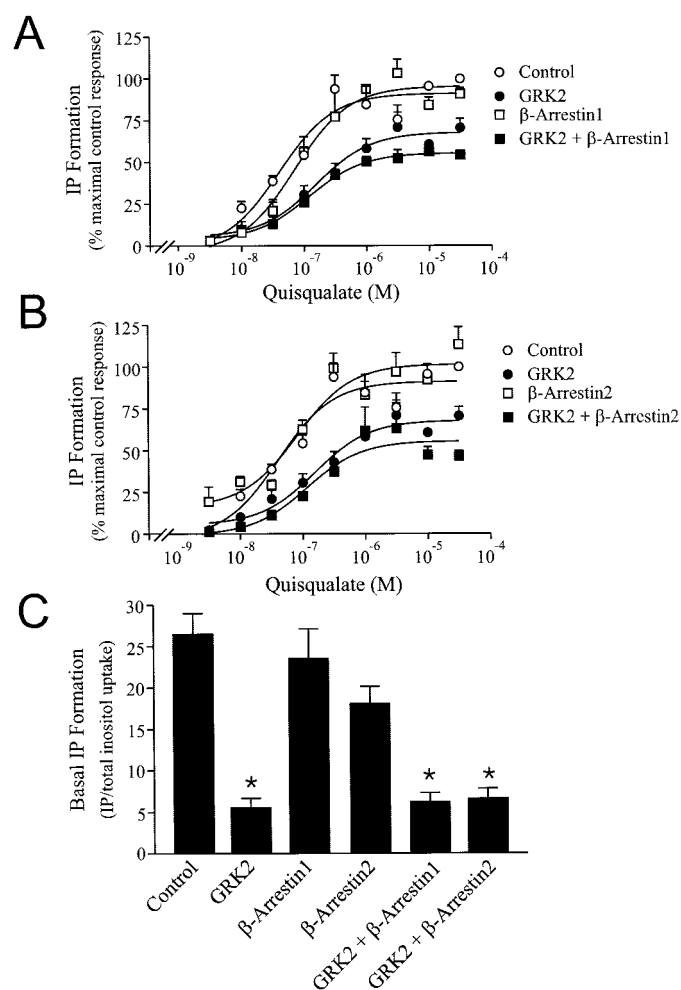 A
125
100
75
50
25
0
IP Formation
(% maximal control response)
10-9
10-8
10-7
10-6
10-5
10-4
Quisqualate (M)
Control
GRK2
β-Arrestin1
GRK2 + β-Arrestin1
B
125
100
75
50
25
0
IP Formation
(% maximal control response)
10-9
10-8
10-7
10-6
10-5
10-4
Quisqualate (M)
Control
GRK2
β-Arrestin2
GRK2 + β-Arrestin2
C
30
25
20
15
10
5
0
Basal IP Formation
(IP/total inositol uptake)
*
*
*
Control
GRK2
β-Arrestin1
β-Arrestin2
GRK2 + β-Arrestin1
GRK2 + β-Arrestin2